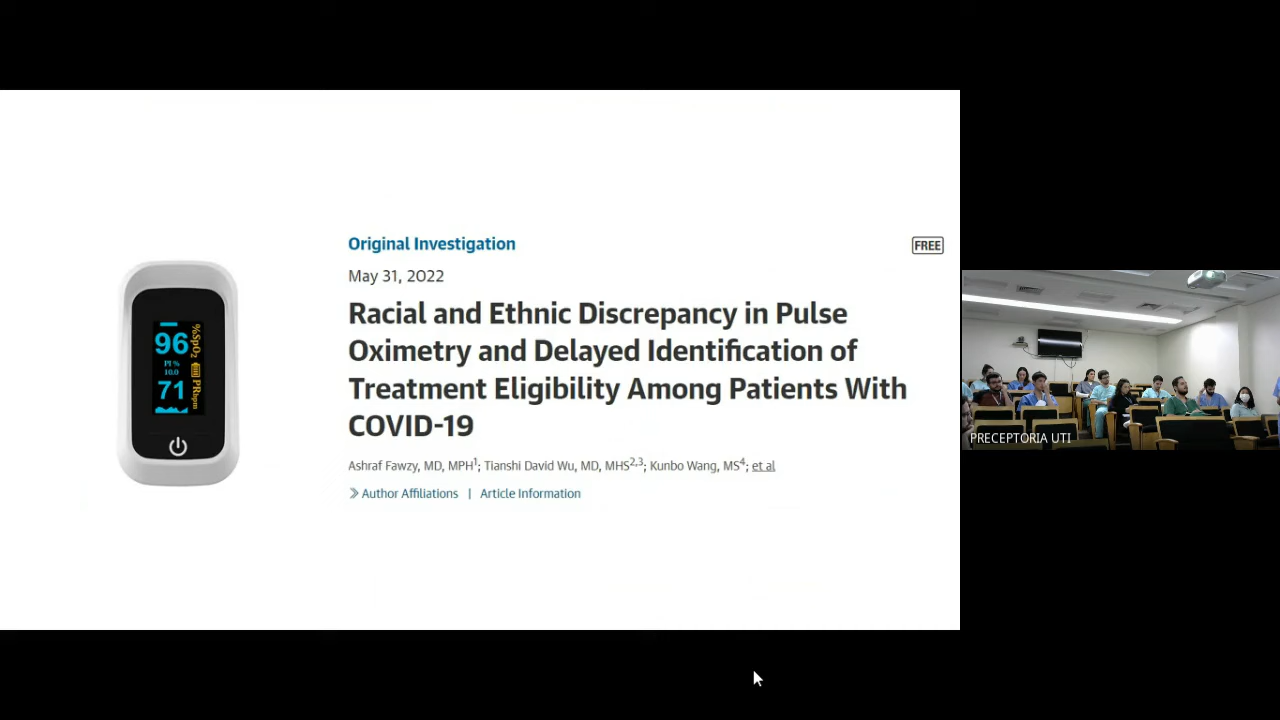 Original Investigation
FREE
May 31, 2022
Racial and Ethnic Discrepancy in Pulse
Oximetry and Delayed Identification of
Treatment Eligibility Among Patients With
COVID-19
Ashraf Fawzy, MD, MPH1; Tianshi David Wu, MD, MHS2,3; Kunbo Wang, MS4; et al
Author Affiliations | Article Information
96
%SpO2
PI %
10.0
71
PRbpm
PRECEPTORIA UTI